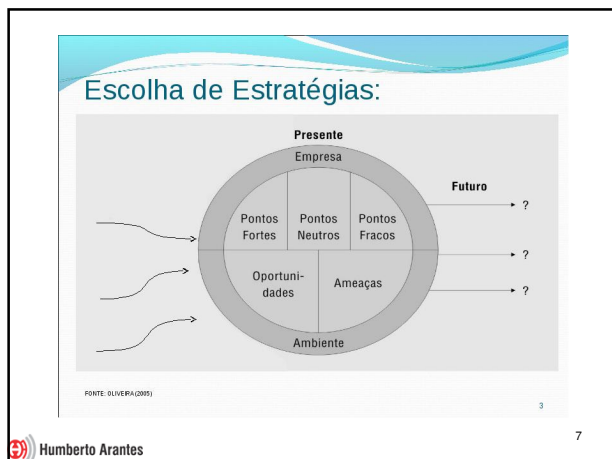 Escolha de Estratégias:
Presente
Empresa
Futuro
Pontos
Fortes
Pontos
Neutros
Pontos
Fracos
?
?
?
Oportuni-
dades
Ameaças
Ambiente
FONTE: OLIVEIRA (2005)
3
7
Humberto Arantes